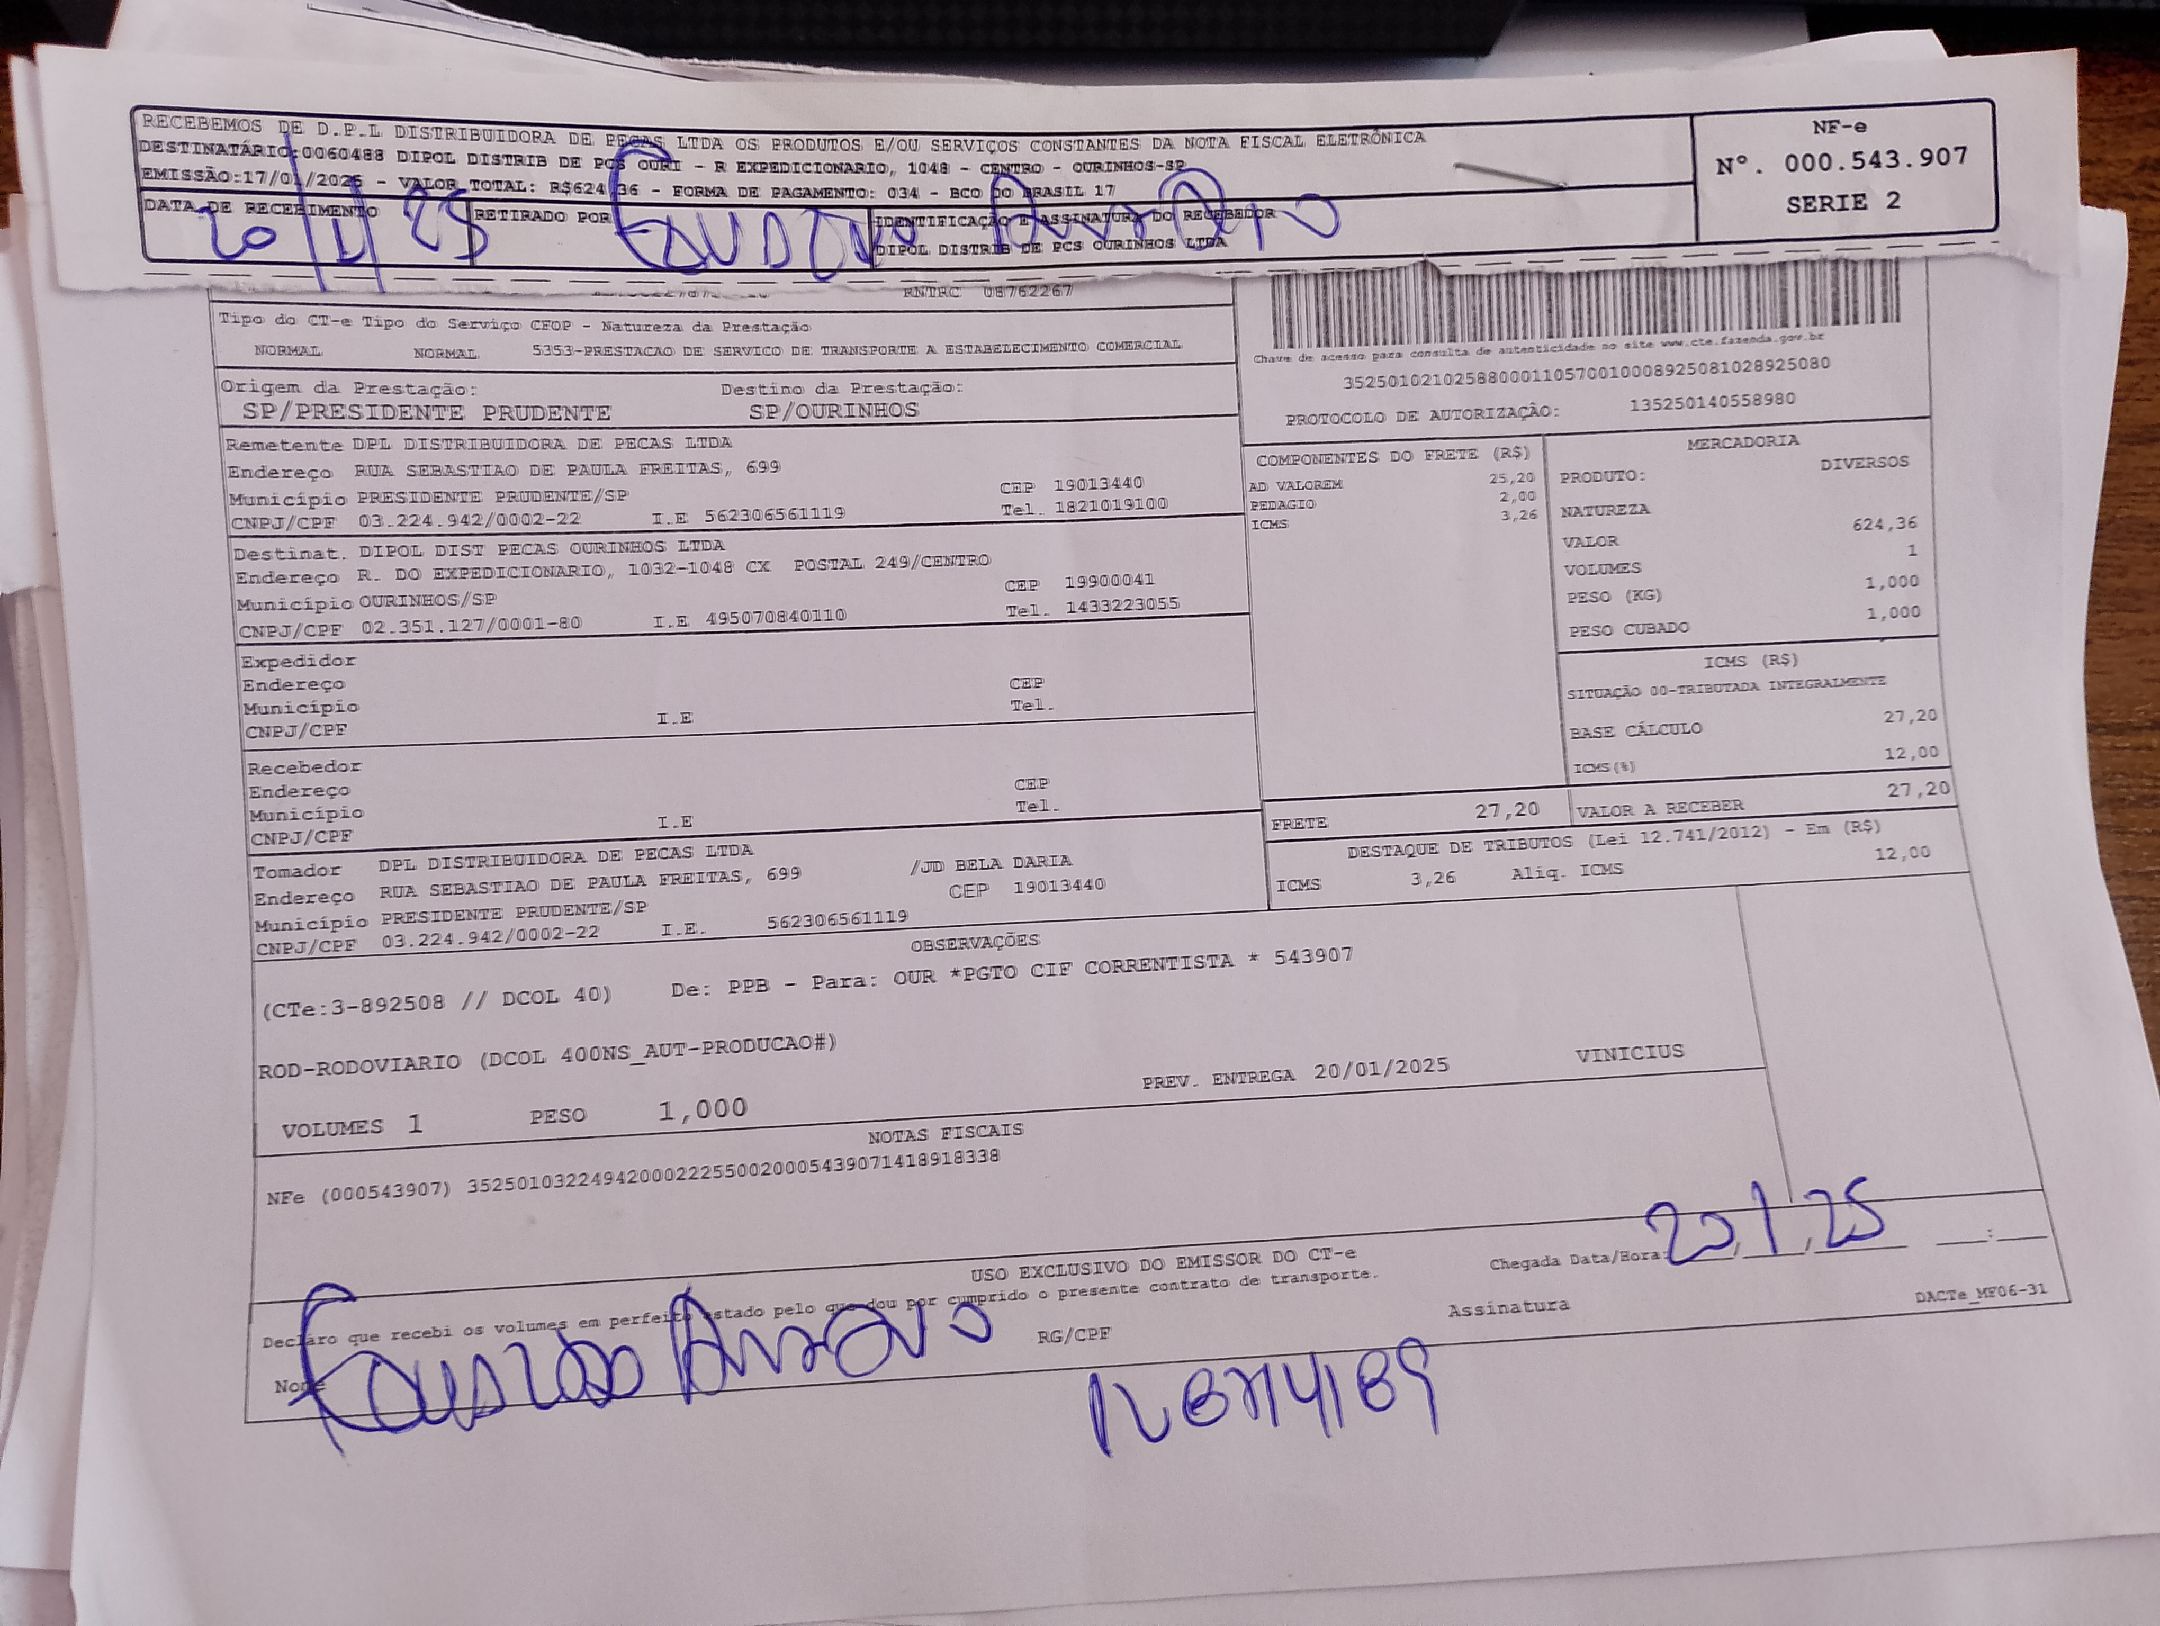 RECEBEMOS DE D.P.L DISTRIBUIDORA DE PECAS LTDA OS PRODUTOS E/OU SERVIÇOS CONSTANTES DA NOTA FISCAL ELETRÔNICA
DESTINATÁRIO:0060488 DIPOL DISTRIB DE PCS OURI - R EXPEDICIONARIO, 1048 - CENTRO - OURINHOS-SP
EMISSÃO:17/01/2025 - VALOR TOTAL: R$624,36 - FORMA DE PAGAMENTO: 034 - BCO DO BRASIL 17
NF-e
Nº. 000.543.907
SERIE 2
DATA DE RECEBIMENTO
20/1/25
RETIRADO POR
IDENTIFICAÇÃO E ASSINATURA DO RECEBEDOR
DIPOL DISTRIB DE PCS OURINHOS LTDA
RNTRC 08762267
Tipo do CT-e Tipo do Serviço CFOP - Natureza da Prestação
NORMAL NORMAL 5353-PRESTACAO DE SERVICO DE TRANSPORTE A ESTABELECIMENTO COMERCIAL
Origem da Prestação: Destino da Prestação:
SP/PRESIDENTE PRUDENTE SP/OURINHOS
Chave de acesso para consulta de autenticidade no site www.cte.fazenda.gov.br
35250102102588000110570010008925081028925080
PROTOCOLO DE AUTORIZAÇÃO: 135250140558980
Remetente DPL DISTRIBUIDORA DE PECAS LTDA
Endereço RUA SEBASTIAO DE PAULA FREITAS, 699
Município PRESIDENTE PRUDENTE/SP CEP 19013440
CNPJ/CPF 03.224.942/0002-22 I.E 562306561119 Tel. 1821019100
Destinat. DIPOL DIST PECAS OURINHOS LTDA
Endereço R. DO EXPEDICIONARIO, 1032-1048 CX POSTAL 249/CENTRO
Município OURINHOS/SP CEP 19900041
CNPJ/CPF 02.351.127/0001-80 I.E 495070840110 Tel. 1433223055
Expedidor
Endereço CEP
Município Tel.
CNPJ/CPF I.E
Recebedor
Endereço CEP
Município Tel.
CNPJ/CPF I.E
Tomador DPL DISTRIBUIDORA DE PECAS LTDA /JD BELA DARIA
Endereço RUA SEBASTIAO DE PAULA FREITAS, 699 CEP 19013440
Município PRESIDENTE PRUDENTE/SP
CNPJ/CPF 03.224.942/0002-22 I.E. 562306561119
COMPONENTES DO FRETE (R$)
AD VALOREM 25,20
PEDAGIO 2,00
ICMS 3,26
MERCADORIA
PRODUTO: DIVERSOS
NATUREZA
VALOR 624,36
VOLUMES 1
PESO (KG) 1,000
PESO CUBADO 1,000
ICMS (R$)
SITUAÇÃO 00-TRIBUTADA INTEGRALMENTE
BASE CÁLCULO 27,20
ICMS(%) 12,00
FRETE 27,20 VALOR A RECEBER 27,20
DESTAQUE DE TRIBUTOS (Lei 12.741/2012) - Em (R$)
ICMS 3,26 Aliq. ICMS 12,00
OBSERVAÇÕES
(CTe:3-892508 // DCOL 40) De: PPB - Para: OUR *PGTO CIF CORRENTISTA * 543907
ROD-RODOVIARIO (DCOL 400NS_AUT-PRODUCAO#)
VOLUMES 1 PESO 1,000 PREV. ENTREGA 20/01/2025 VINICIUS
NOTAS FISCAIS
NFe (000543907) 35250103224942000222550020005439071418918338
USO EXCLUSIVO DO EMISSOR DO CT-e
Declaro que recebi os volumes em perfeito estado pelo que dou por cumprido o presente contrato de transporte.
Chegada Data/Hora: 20/1/25
Nome RG/CPF Assinatura
DACTe_MF06-31